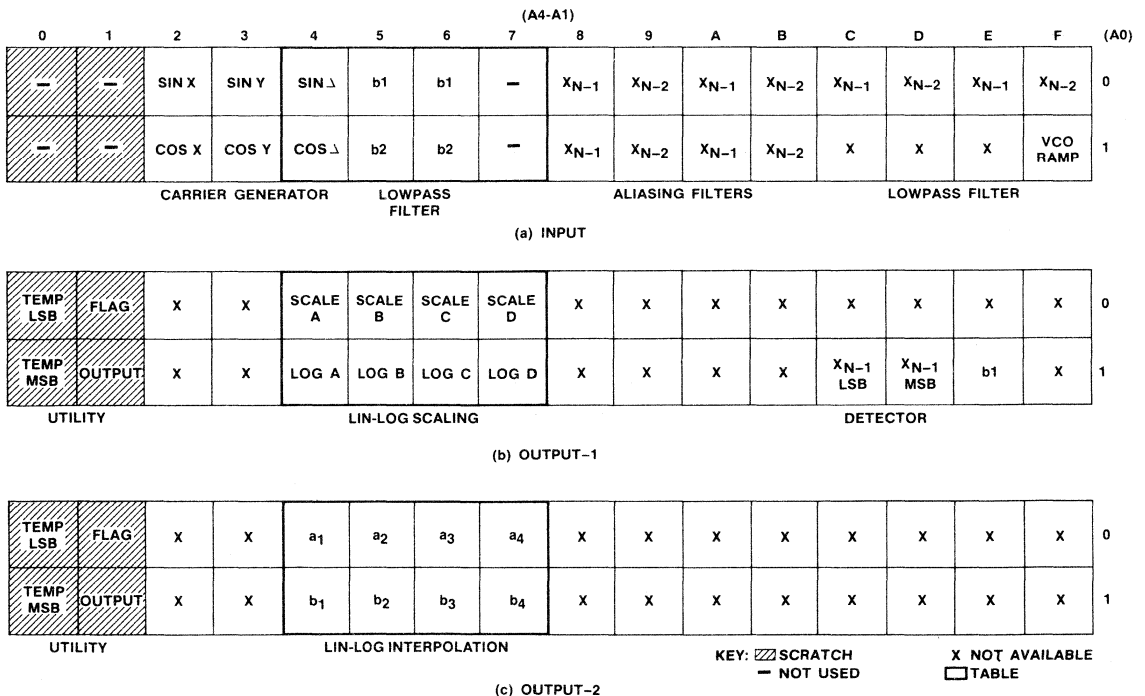 (A4-A1)
0 1 2 3 4 5 6 7 8 9 A B C D E F (A0)
– – SIN X SIN Y SIN ⊿ b1 b1 – XN−1 XN−2 XN−1 XN−2 XN−1 XN−2 XN−1 XN−2 0
– – COS X COS Y COS ⊿ b2 b2 – XN−1 XN−2 XN−1 XN−2 X X X VCO RAMP 1
CARRIER GENERATOR LOWPASS FILTER ALIASING FILTERS LOWPASS FILTER
(a) INPUT
TEMP LSB FLAG X X SCALE A SCALE B SCALE C SCALE D X X X X X X X X 0
TEMP MSB OUTPUT X X LOG A LOG B LOG C LOG D X X X X XN−1 LSB XN−1 MSB b1 X 1
UTILITY LIN-LOG SCALING DETECTOR
(b) OUTPUT–1
TEMP LSB FLAG X X a1 a2 a3 a4 X X X X X X X X 0
TEMP MSB OUTPUT X X b1 b2 b3 b4 X X X X X X X X 1
UTILITY LIN-LOG INTERPOLATION
KEY: SCRATCH X NOT AVAILABLE
– NOT USED TABLE
(c) OUTPUT–2